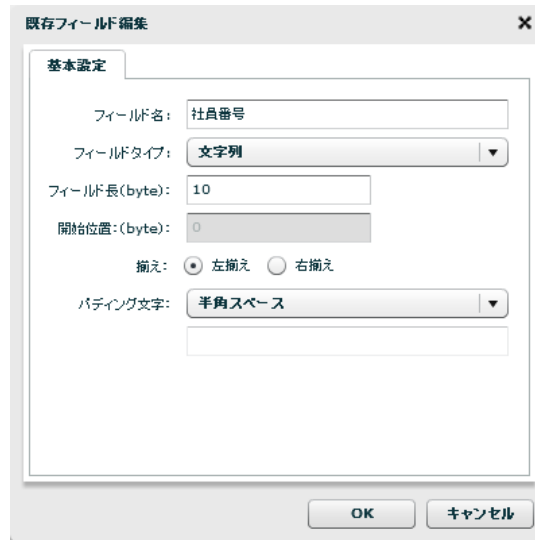 既存フィールド編集
基本設定
フィールド名: 社員番号
フィールドタイプ: 文字列
フィールド長(byte): 10
開始位置:(byte): 0
揃え: 左揃え 右揃え
パディング文字: 半角スペース
OK キャンセル